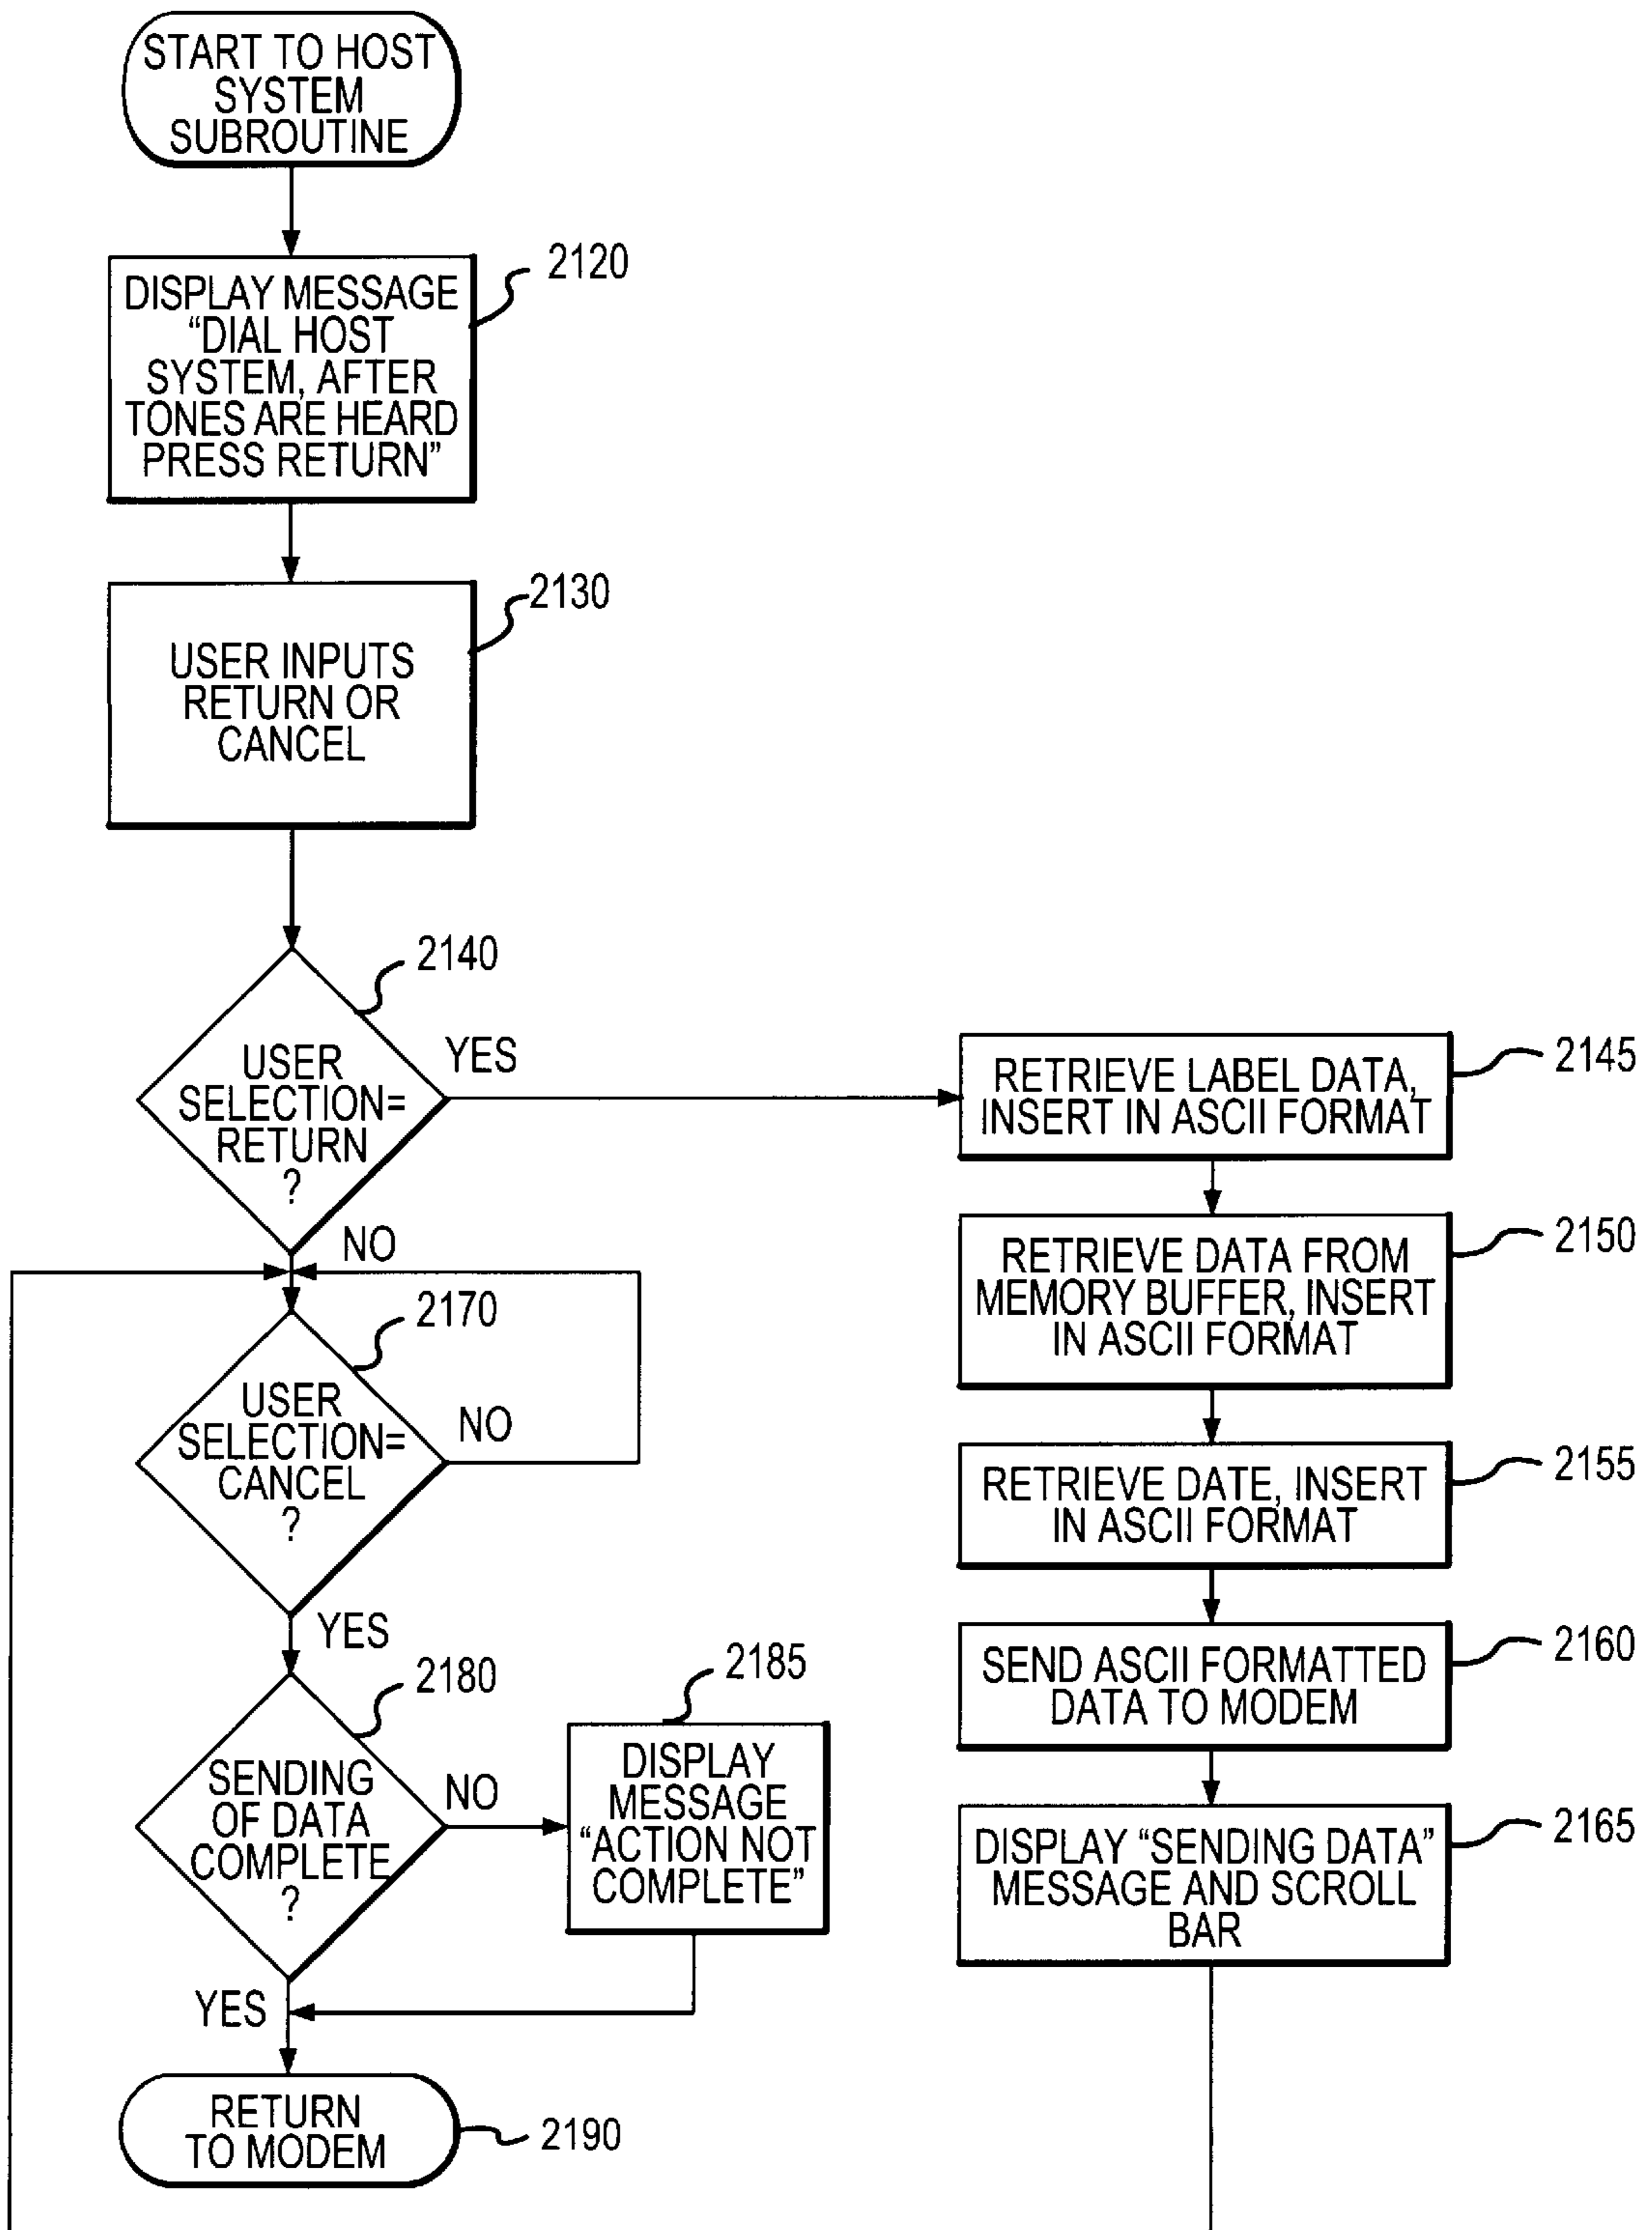 START TO HOST
SYSTEM
SUBROUTINE
2120
DISPLAY MESSAGE
“DIAL HOST
SYSTEM, AFTER
TONES ARE HEARD
PRESS RETURN”
2130
USER INPUTS
RETURN OR
CANCEL
2140
USER
SELECTION=
RETURN
?
YES
NO
2145
RETRIEVE LABEL DATA,
INSERT IN ASCII FORMAT
2150
RETRIEVE DATA FROM
MEMORY BUFFER, INSERT
IN ASCII FORMAT
2155
RETRIEVE DATE, INSERT
IN ASCII FORMAT
2160
SEND ASCII FORMATTED
DATA TO MODEM
2165
DISPLAY “SENDING DATA”
MESSAGE AND SCROLL
BAR
2170
USER
SELECTION=
CANCEL
?
NO
YES
2180
SENDING
OF DATA
COMPLETE
?
NO
2185
DISPLAY
MESSAGE
“ACTION NOT
COMPLETE”
YES
RETURN
TO MODEM
2190